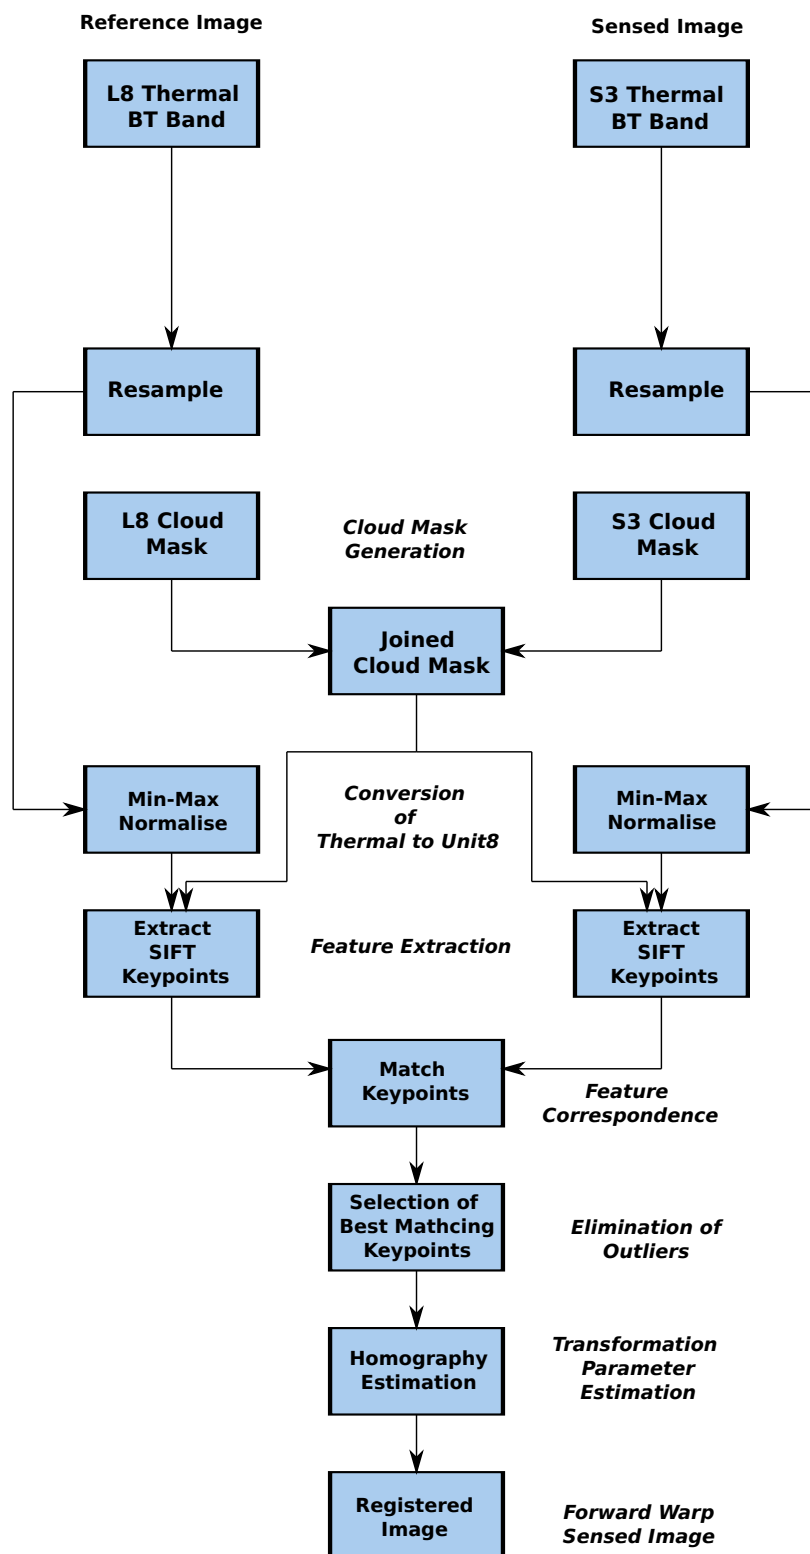 Reference Image
Sensed Image
L8 Thermal
BT Band
S3 Thermal
BT Band
Resample
Resample
L8 Cloud
Mask
Cloud Mask
Generation
S3 Cloud
Mask
Joined
Cloud Mask
Min-Max
Normalise
Conversion
of
Thermal to Unit8
Min-Max
Normalise
Extract
SIFT
Keypoints
Feature Extraction
Extract
SIFT
Keypoints
Match
Keypoints
Feature
Correspondence
Selection of
Best Mathcing
Keypoints
Elimination of
Outliers
Homography
Estimation
Transformation
Parameter
Estimation
Registered
Image
Forward Warp
Sensed Image